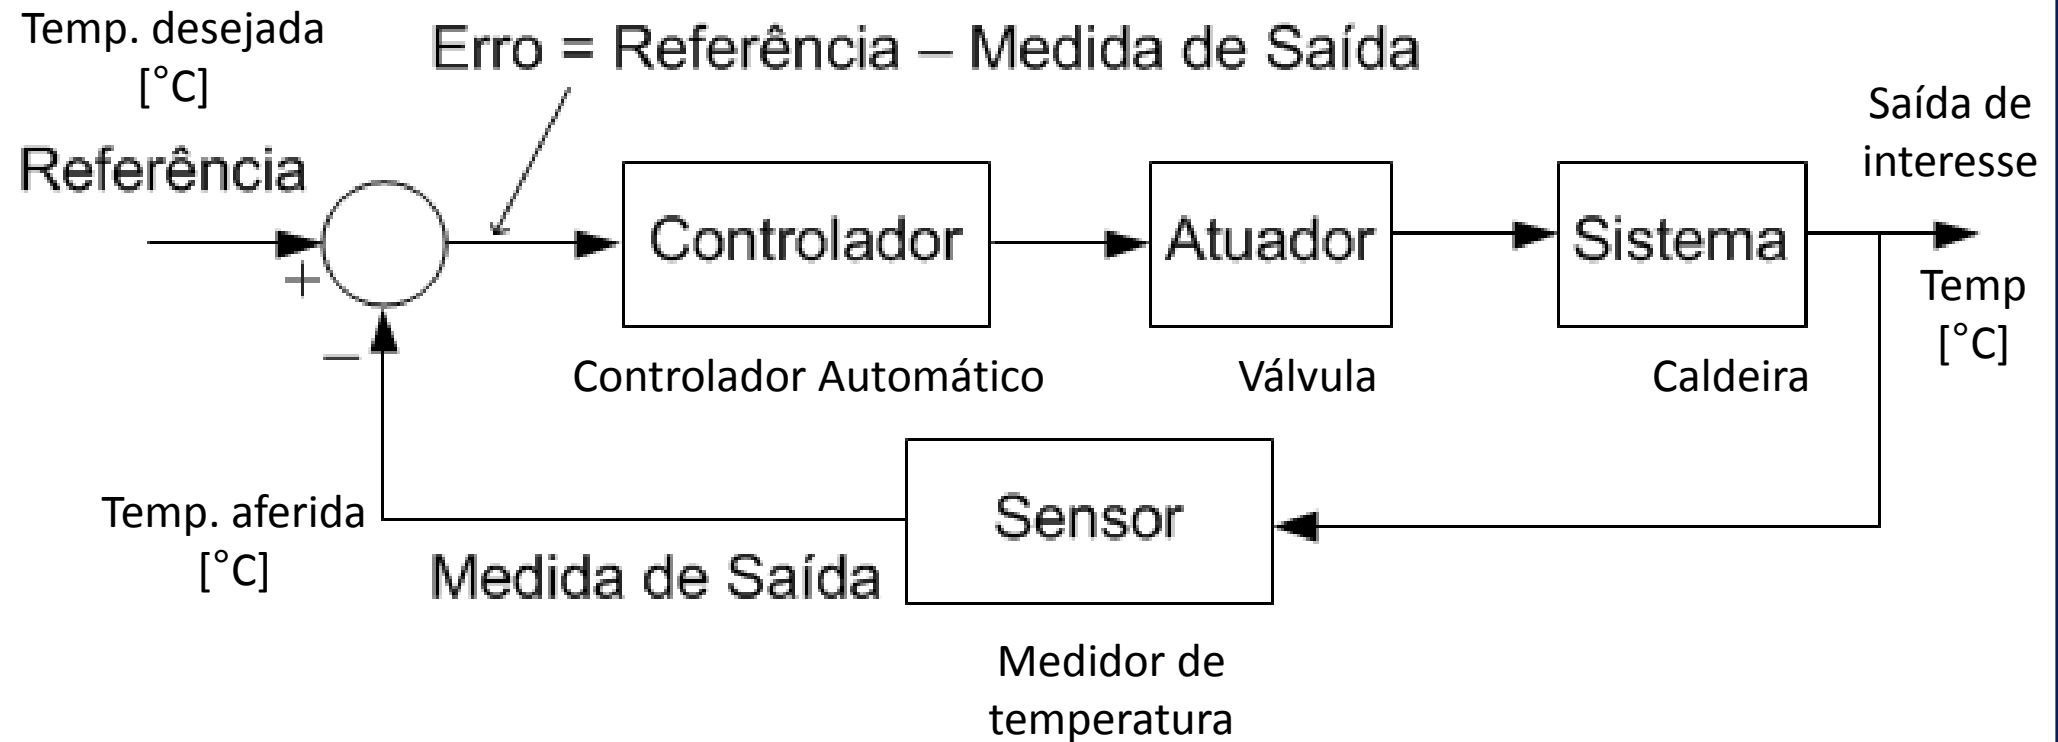 Temp. desejada
[°C]
Erro = Referência – Medida de Saída
Saída de
interesse
Referência
+
–
Controlador
Atuador
Sistema
Temp
[°C]
Controlador Automático
Válvula
Caldeira
Temp. aferida
[°C]
Sensor
Medida de Saída
Medidor de
temperatura